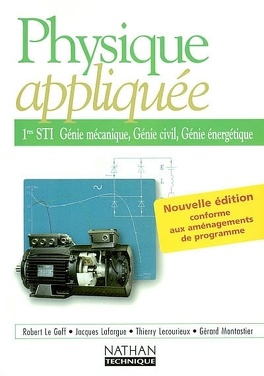 Physique
appliquée
1res STI Génie mécanique, Génie civil, Génie énergétique
Nouvelle édition
conforme
aux aménagements
de programme
Robert Le Goff • Jacques Lafargue • Thierry Lecourieux • Gérard Montastier
NATHAN
TECHNIQUE